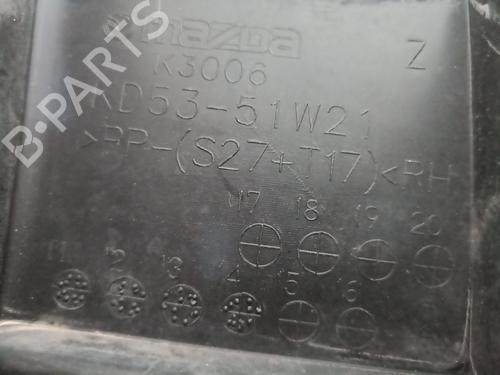 mazda Z
K3006
KD53-51W21
>PP-(S27+T17)< RH
17 18 19 20
11 12 13 14 15 16
B-PARTS